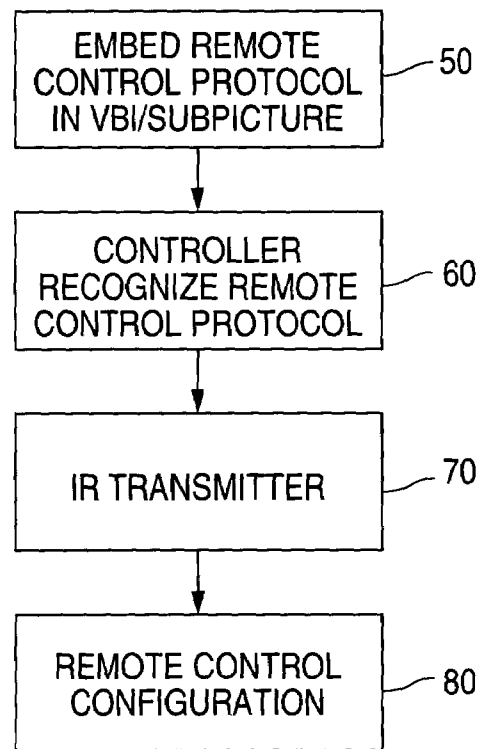 EMBED REMOTE
CONTROL PROTOCOL
IN VBI/SUBPICTURE
50
CONTROLLER
RECOGNIZE REMOTE
CONTROL PROTOCOL
60
IR TRANSMITTER
70
REMOTE CONTROL
CONFIGURATION
80